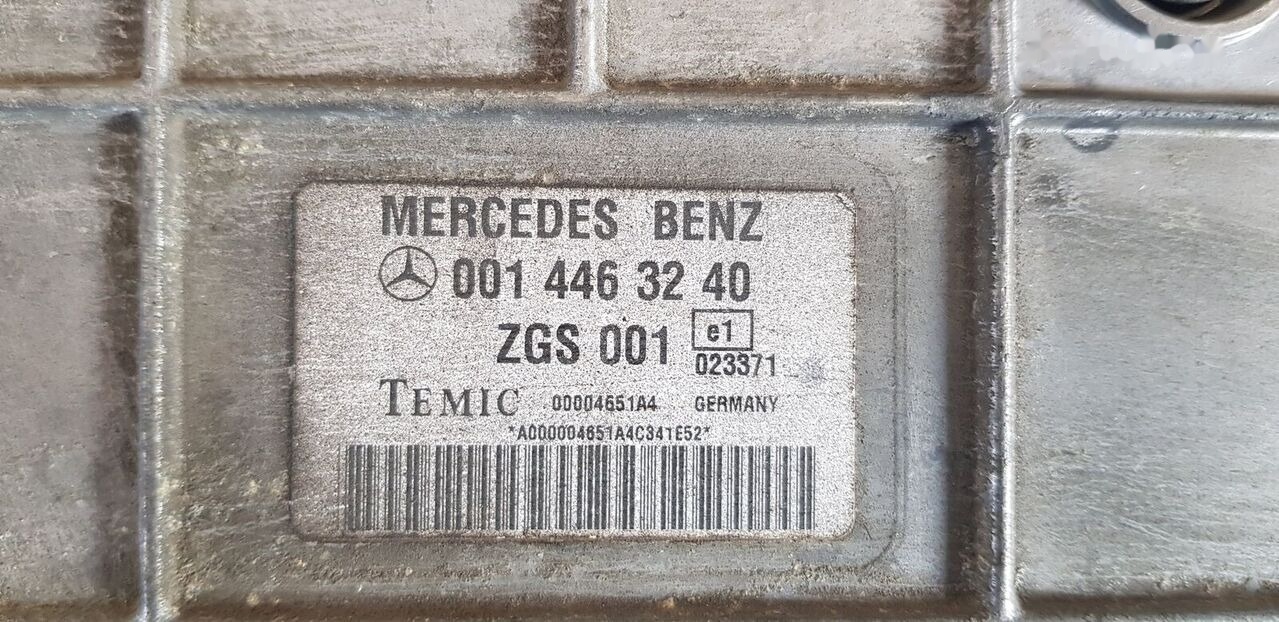 MERCEDES BENZ
001 446 32 40
ZGS 001 e1
023371
TEMIC 00004651A4 GERMANY
*A000004651A4C341E52*